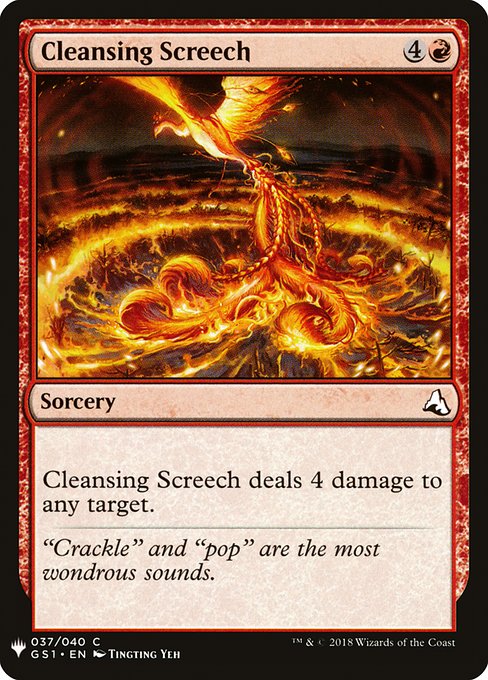 Cleansing Screech 4
Sorcery
Cleansing Screech deals 4 damage to
any target.
“Crackle” and “pop” are the most
wondrous sounds.
037/040 C
GS1 • EN Tingting Yeh
™ & © 2018 Wizards of the Coast